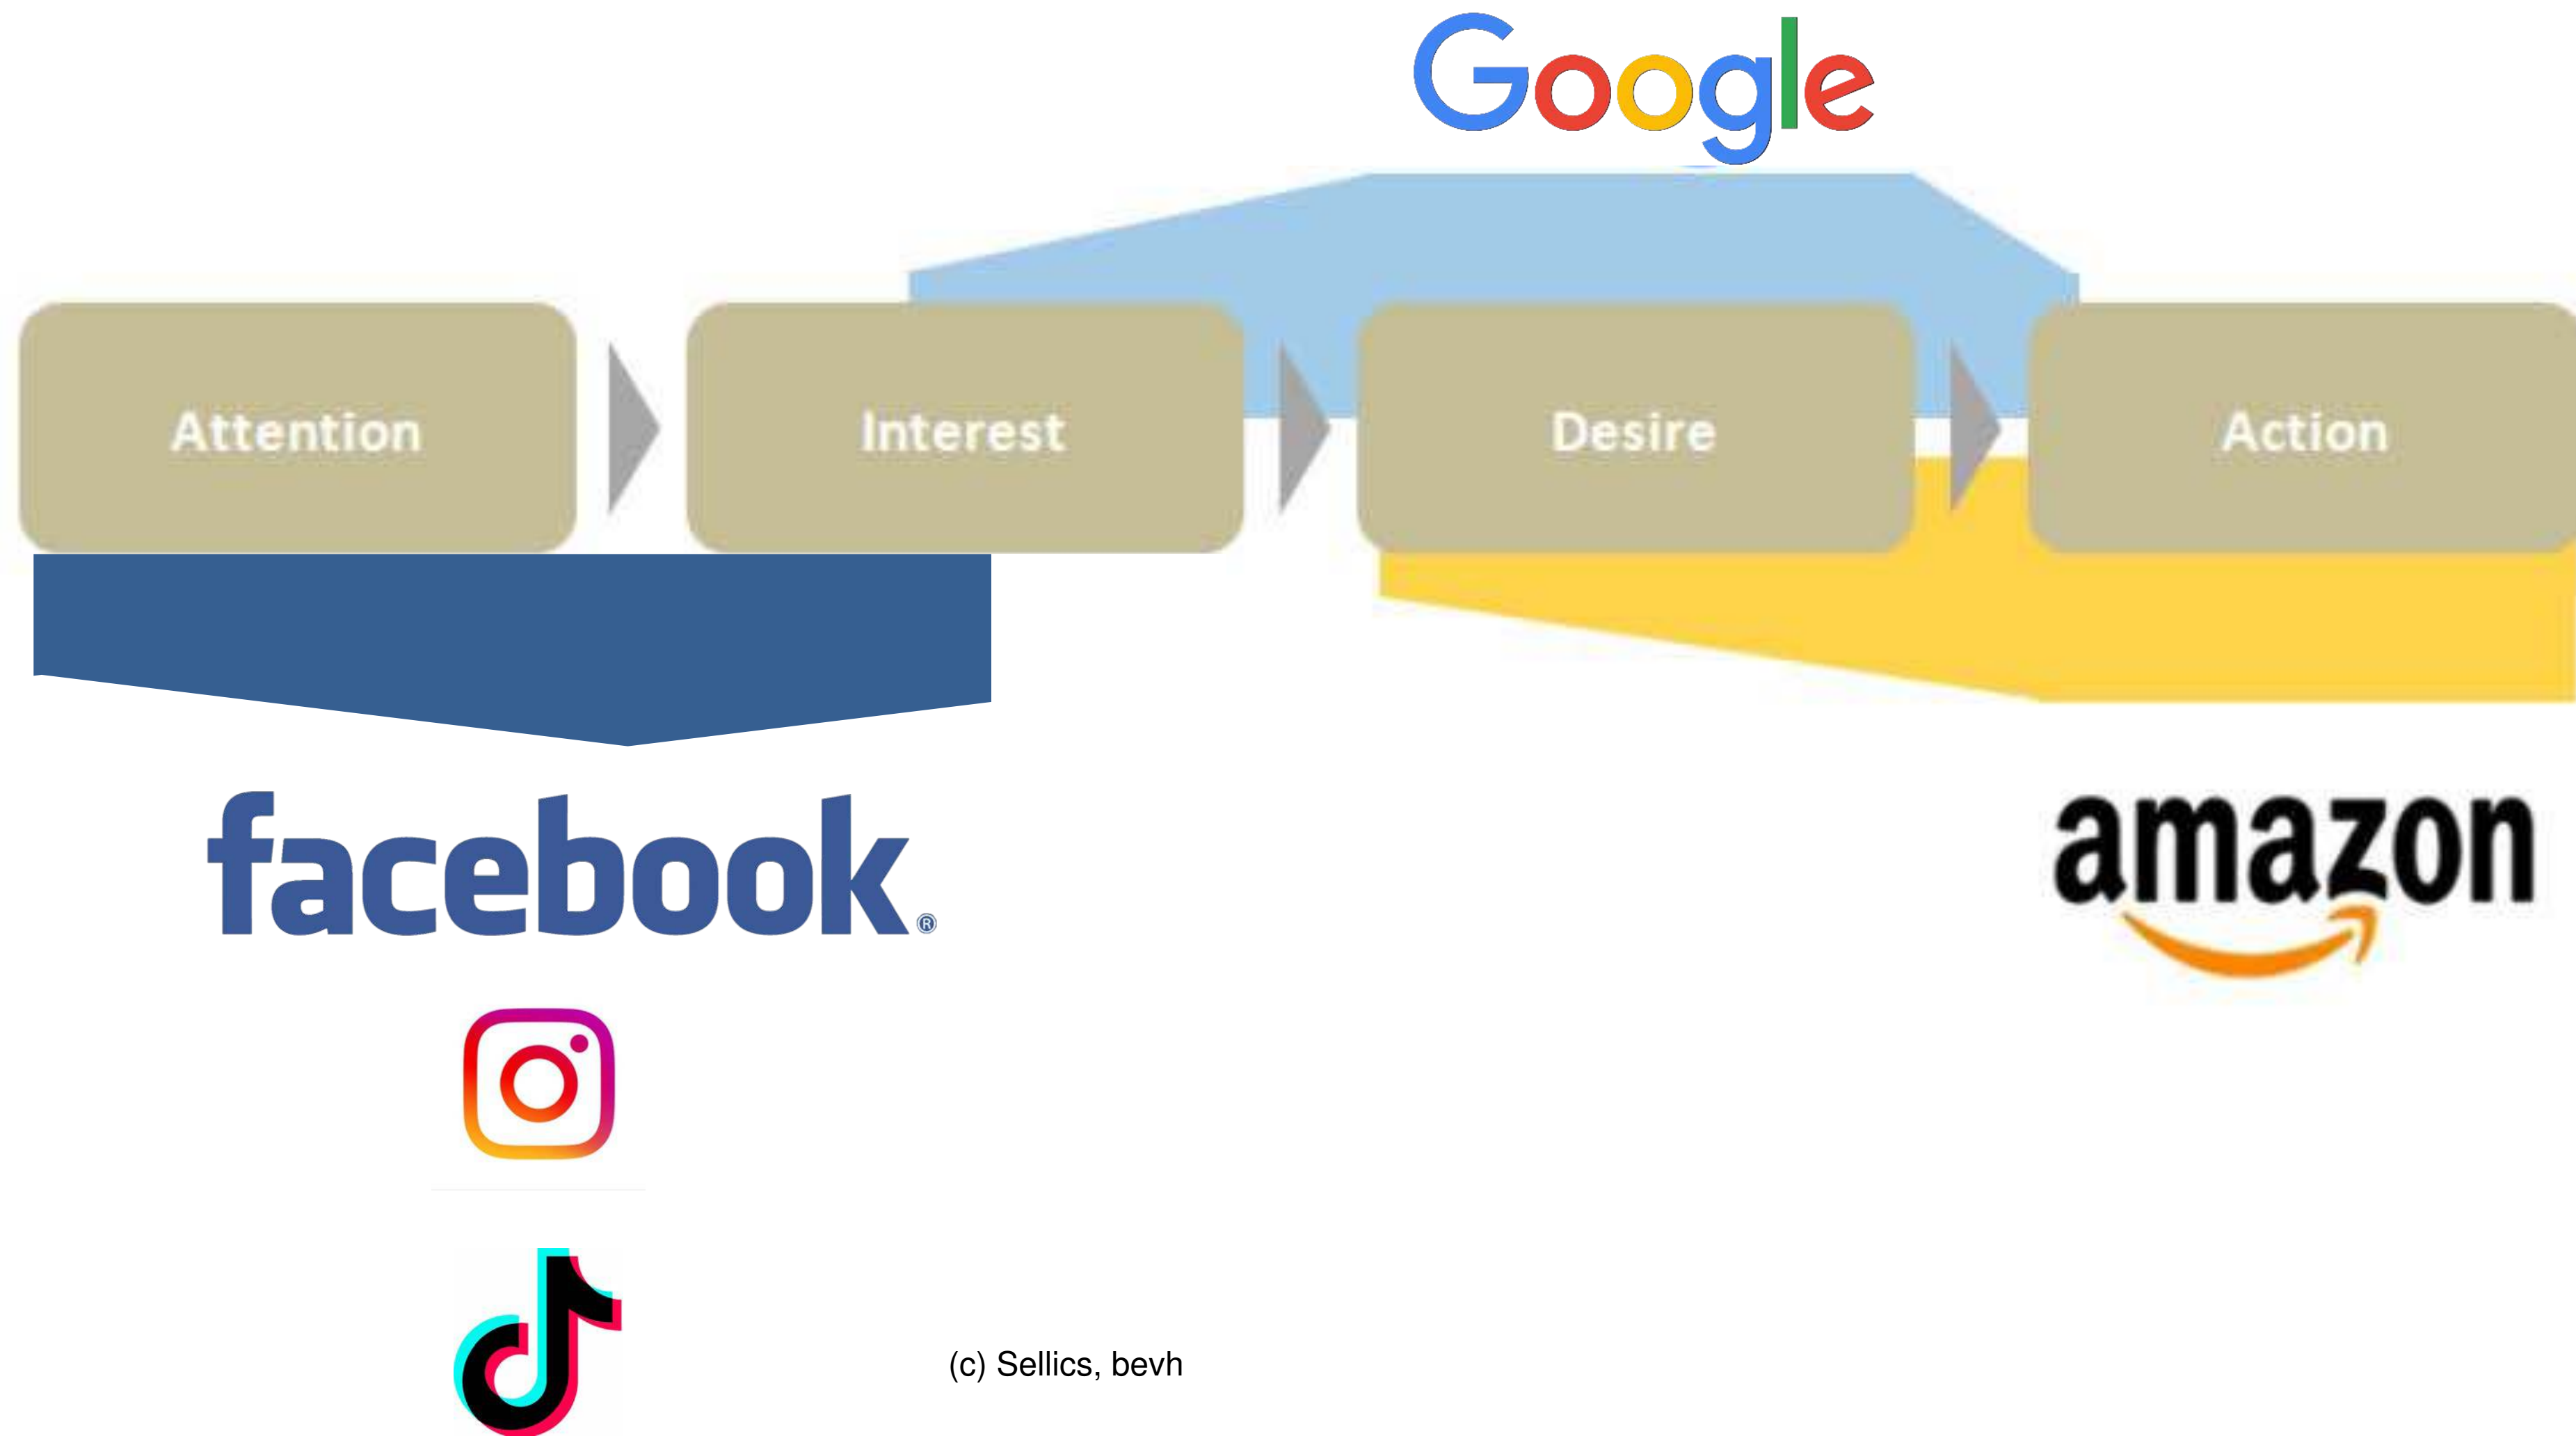 Google
Attention
Interest
Desire
Action
facebook®
amazon
(c) Sellics, bevh